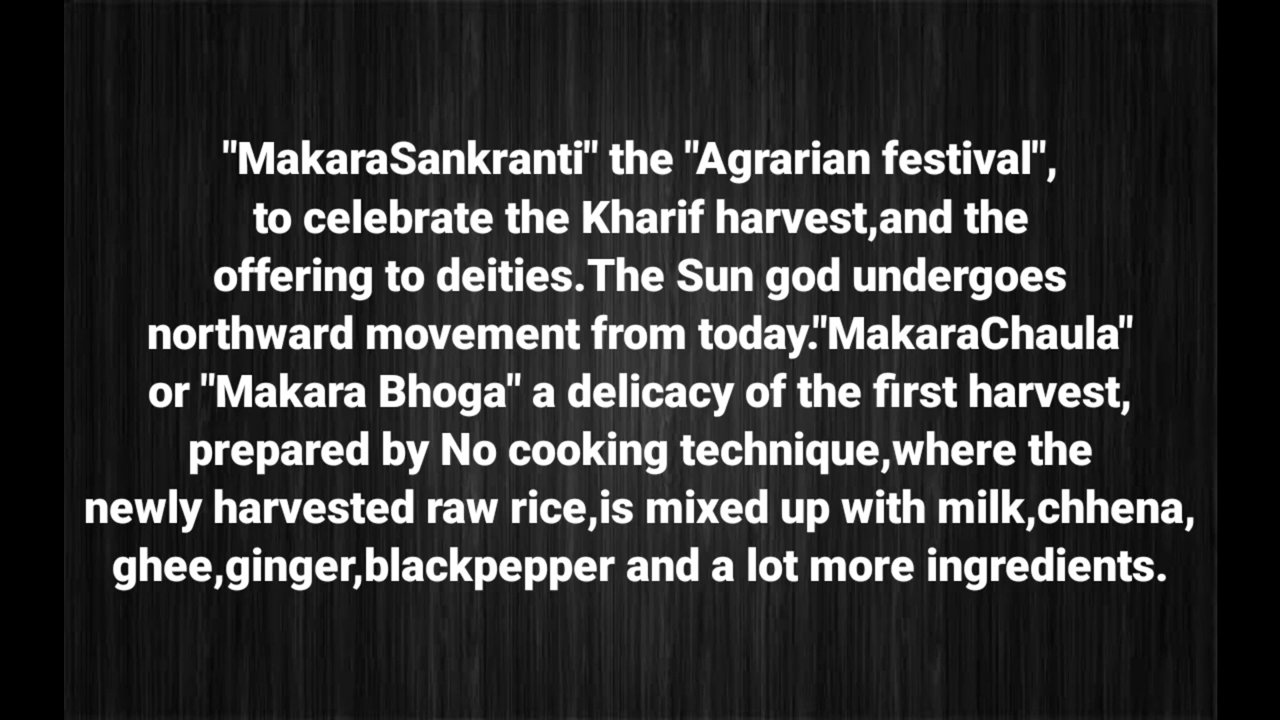 "MakaraSankranti" the "Agrarian festival",
to celebrate the Kharif harvest,and the
offering to deities.The Sun god undergoes
northward movement from today."MakaraChaula"
or "Makara Bhoga" a delicacy of the first harvest,
prepared by No cooking technique,where the
newly harvested raw rice,is mixed up with milk,chhena,
ghee,ginger,blackpepper and a lot more ingredients.